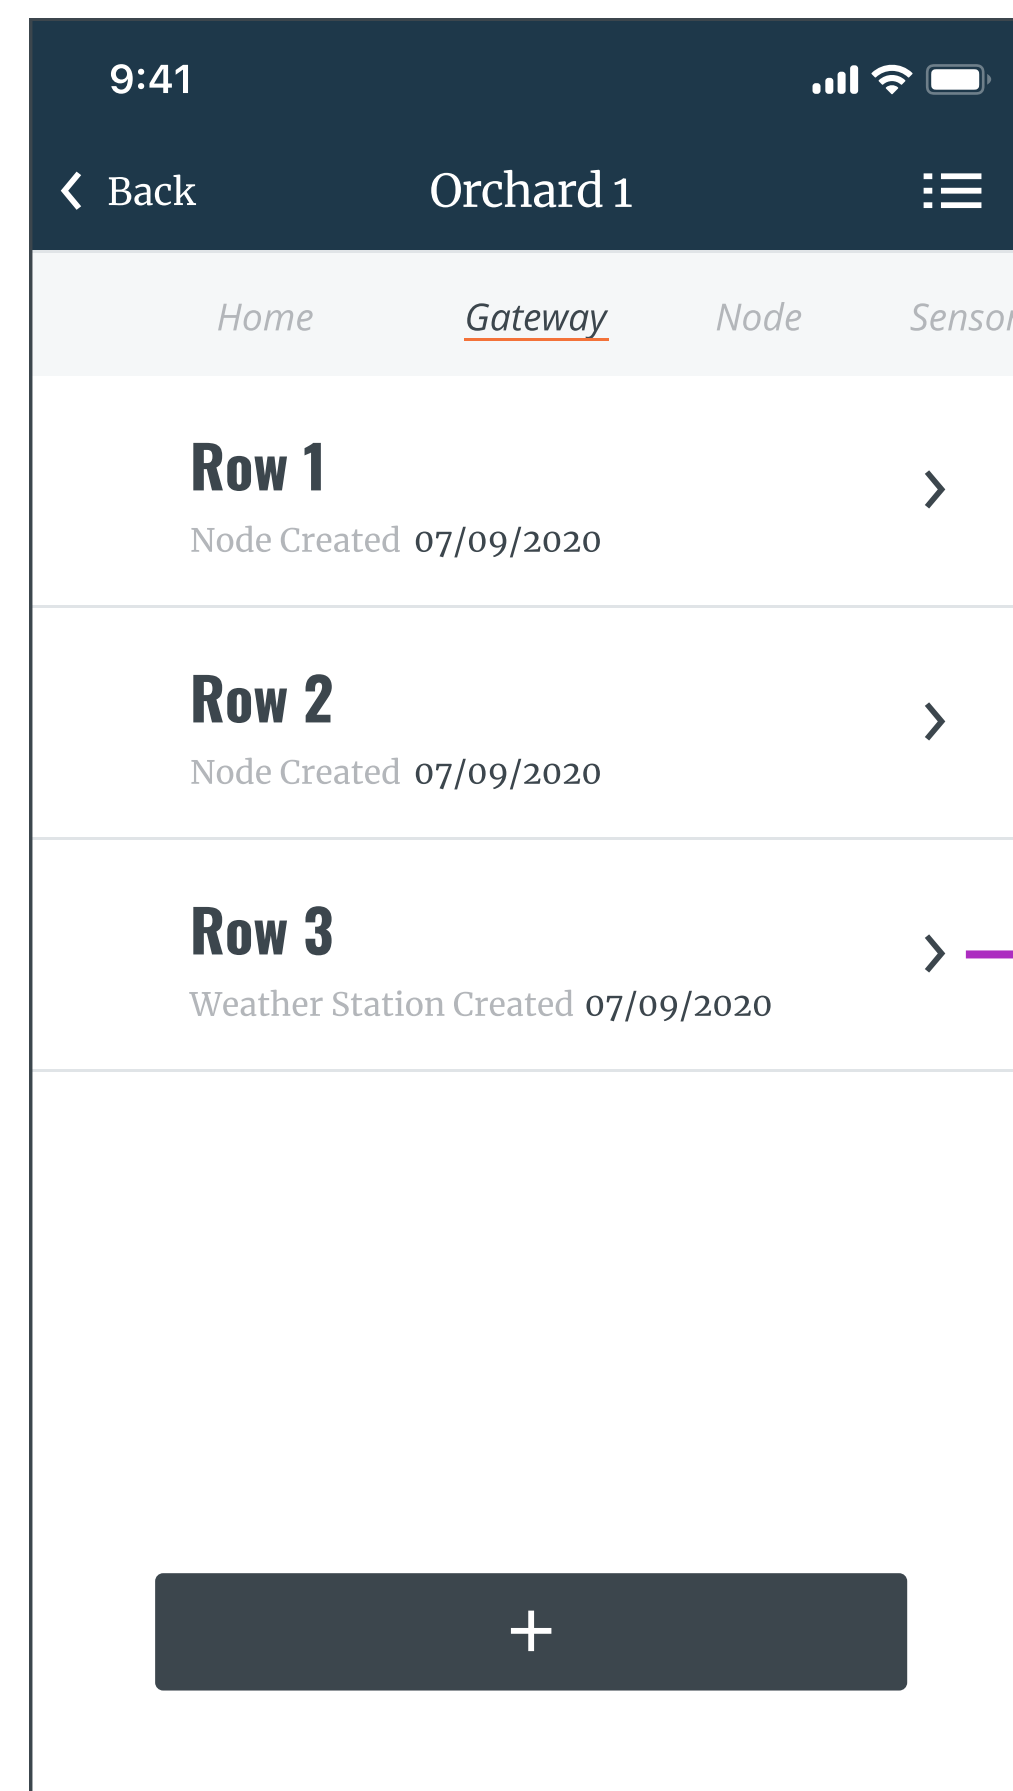 9:41
Back Orchard 1
Home Gateway Node Sensor
Row 1
Node Created 07/09/2020
Row 2
Node Created 07/09/2020
Row 3
Weather Station Created 07/09/2020
+